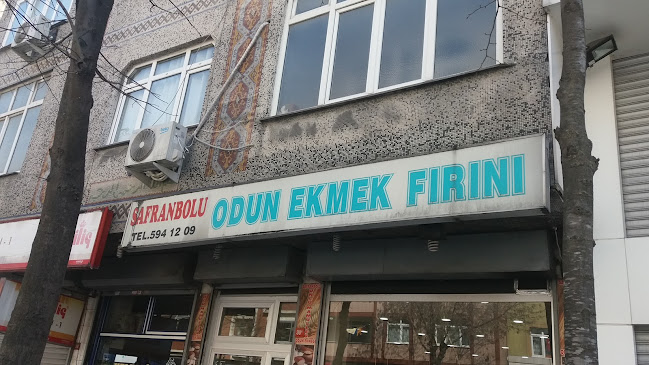 SAFRANBOLU ODUN EKMEK FIRINI
TEL.594 12 09